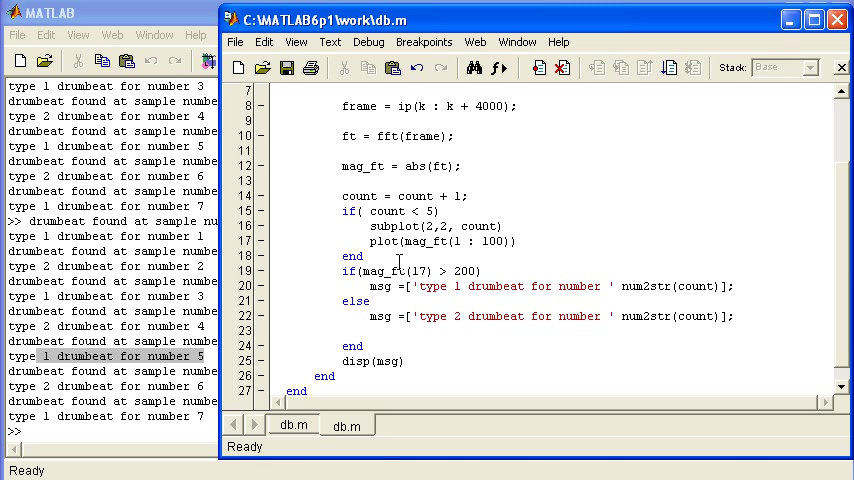 MATLAB
File Edit View Web Window Help
type 1 drumbeat for number 3
drumbeat found at sample numbe
type 2 drumbeat for number 4
drumbeat found at sample numbe
type 1 drumbeat for number 5
drumbeat found at sample numbe
type 2 drumbeat for number 6
drumbeat found at sample numbe
type 1 drumbeat for number 7
>> drumbeat found at sample nu
type 1 drumbeat for number 1
drumbeat found at sample numbe
type 2 drumbeat for number 2
drumbeat found at sample numbe
type 1 drumbeat for number 3
drumbeat found at sample numbe
type 2 drumbeat for number 4
drumbeat found at sample numbe
type 1 drumbeat for number 5
drumbeat found at sample numbe
type 2 drumbeat for number 6
drumbeat found at sample numbe
type 1 drumbeat for number 7
>>
Ready
C:\MATLAB6p1\work\db.m
File Edit View Text Debug Breakpoints Web Window Help
Stack: Base
7
8 - frame = ip(k : k + 4000);
9
10 - ft = fft(frame);
11
12 - mag_ft = abs(ft);
13
14 - count = count + 1;
15 - if( count < 5)
16 - subplot(2,2, count)
17 - plot(mag_ft(1 : 100))
18 - end
19 - if(mag_ft(17) > 200)
20 - msg =['type 1 drumbeat for number ' num2str(count)];
21 - else
22 - msg =['type 2 drumbeat for number ' num2str(count)];
23
24 - end
25 - disp(msg)
26 - end
27 - end
db.m db.m
Ready